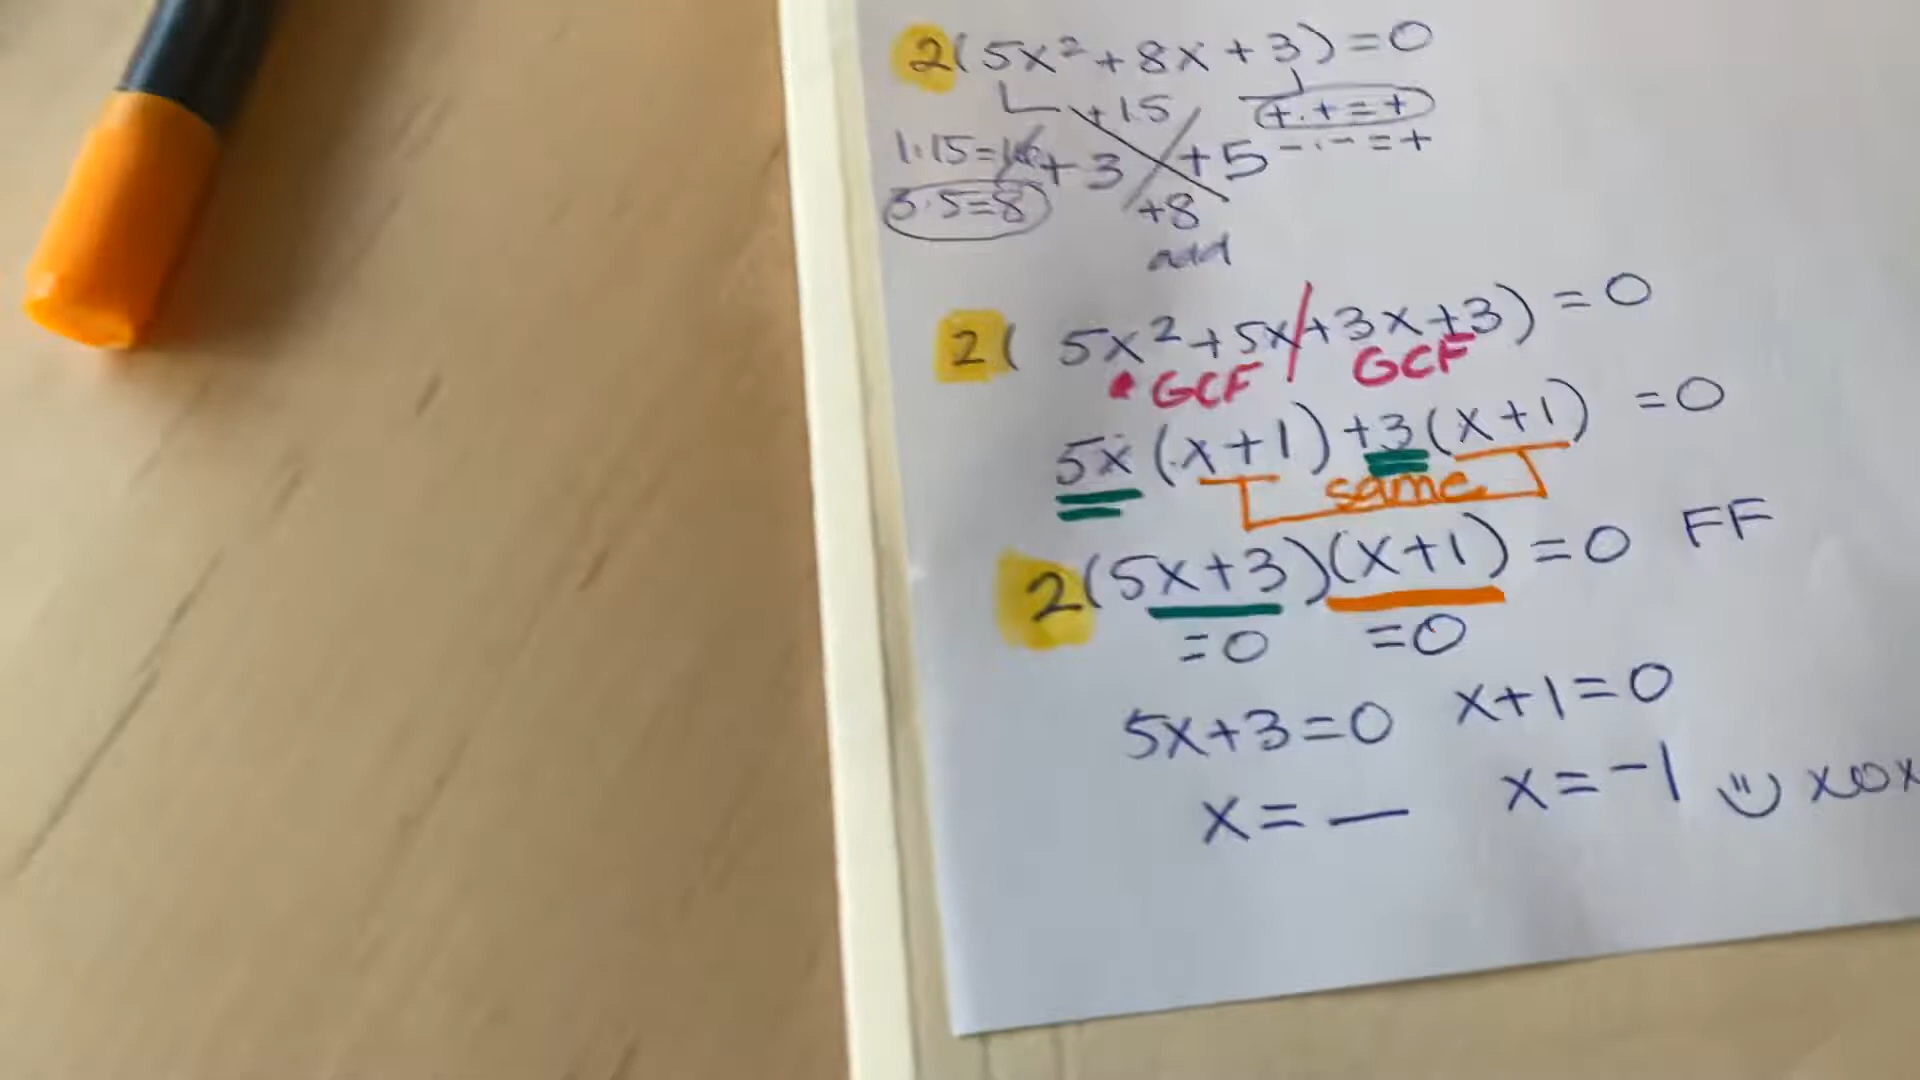 2(5x²+8x+3)=0
+15
+·+=+
1·15=16
+3
+5
-·-=+
3·5=8
+8
add
2(5x²+5x/+3x+3)=0
GCF GCF
5x(x+1)+3(x+1)=0
same
2(5x+3)(x+1)=0 FF
=0 =0
5x+3=0 x+1=0
x=— x=-1 xox